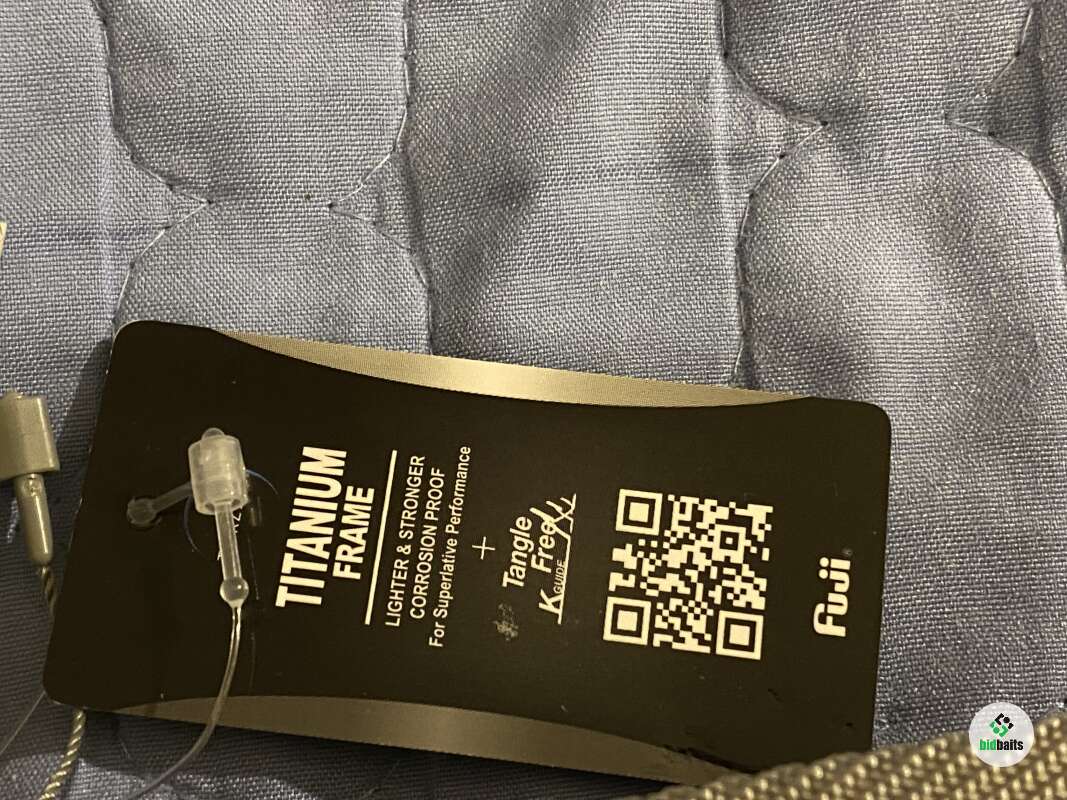 TITANIUM
FRAME
LIGHTER & STRONGER
CORROSION PROOF
For Superlative Performance
+
Tangle
Free
K GUIDE
Fuji®
bidbaits